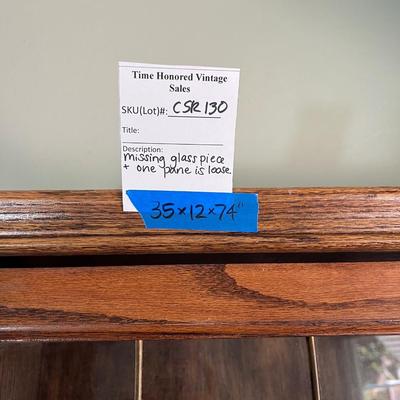 Time Honored Vintage
Sales
SKU(Lot)#: CSR 130
Title:
Description:
missing glass piece
+ one pane is loose.
35 x 12 x 74"